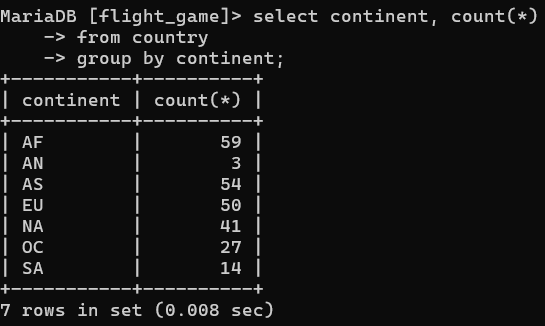 MariaDB [flight_game]> select continent, count(*)
    -> from country
    -> group by continent;
+-----------+----------+
| continent | count(*) |
+-----------+----------+
| AF        |       59 |
| AN        |        3 |
| AS        |       54 |
| EU        |       50 |
| NA        |       41 |
| OC        |       27 |
| SA        |       14 |
+-----------+----------+
7 rows in set (0.008 sec)